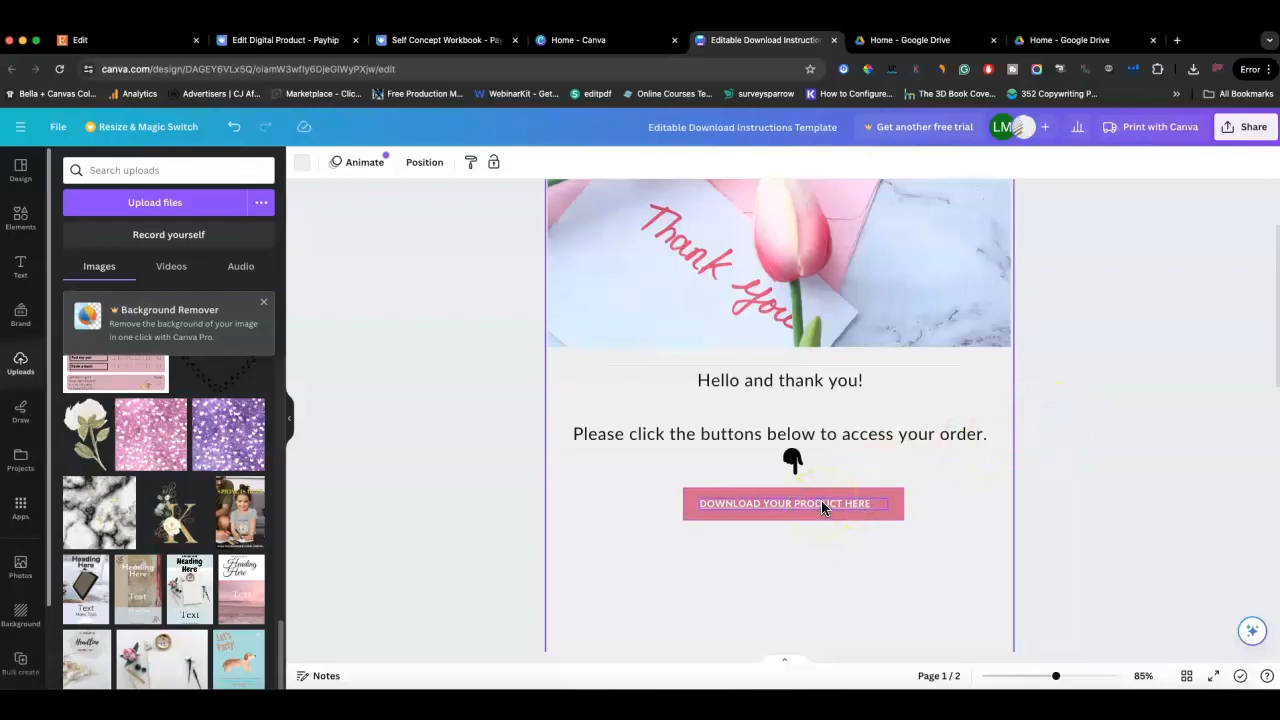 Edit
Edit Digital Product - Payhip
Self Concept Workbook - Pa
Home - Canva
Editable Download Instructio
Home - Google Drive
Home - Google Drive
canva.com/design/DAGEY6VLx5Q/oiamW3wfIy6DjeGlWyPXjw/edit
Error
Bella + Canvas Col...
Analytics
Advertisers | CJ Af...
Marketplace - Clic...
Free Production M...
WebinarKit - Get...
editpdf
Online Courses Te...
surveysparrow
How to Configure...
The 3D Book Cove...
352 Copywriting P...
All Bookmarks
File
Resize & Magic Switch
Editable Download Instructions Template
Get another free trial
LM
Print with Canva
Share
Design
Elements
Text
Brand
Uploads
Draw
Projects
Apps
Photos
Background
Bulk create
Search uploads
Upload files
Record yourself
Images
Videos
Audio
Background Remover
Remove the background of your image
in one click with Canva Pro.
K
Heading
Here
Text
Heading
Here
Text
Heading
Here
Text
Heading
Here
Text
Headline
Let's
Party!
Animate
Position
Thank you
Hello and thank you!
Please click the buttons below to access your order.
DOWNLOAD YOUR PRODUCT HERE
Notes
Page 1 / 2
85%